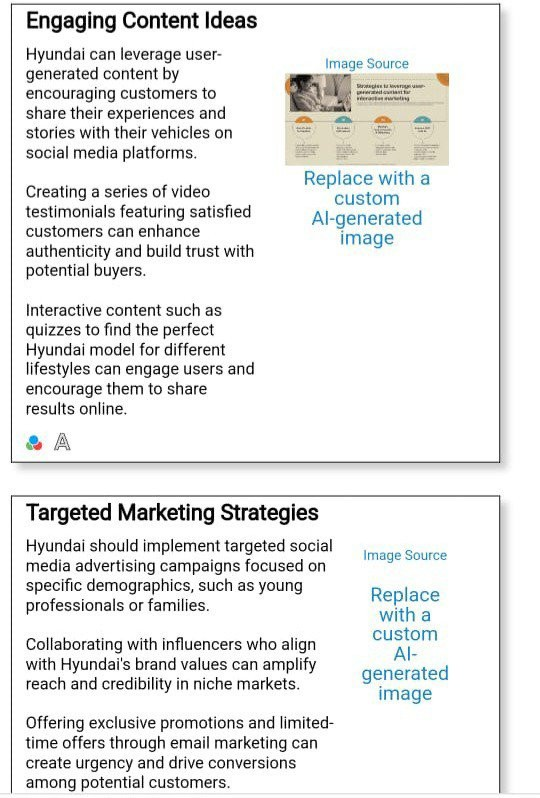 Engaging Content Ideas
Hyundai can leverage user-
generated content by
encouraging customers to
share their experiences and
stories with their vehicles on
social media platforms.
Creating a series of video
testimonials featuring satisfied
customers can enhance
authenticity and build trust with
potential buyers.
Interactive content such as
quizzes to find the perfect
Hyundai model for different
lifestyles can engage users and
encourage them to share
results online.
A
Image Source
Strategies to leverage user-
generated content for
interactive marketing
Replace with a
custom
AI-generated
image
Targeted Marketing Strategies
Hyundai should implement targeted social
media advertising campaigns focused on
specific demographics, such as young
professionals or families.
Collaborating with influencers who align
with Hyundai's brand values can amplify
reach and credibility in niche markets.
Offering exclusive promotions and limited-
time offers through email marketing can
create urgency and drive conversions
among potential customers.
Image Source
Replace
with a
custom
AI-
generated
image